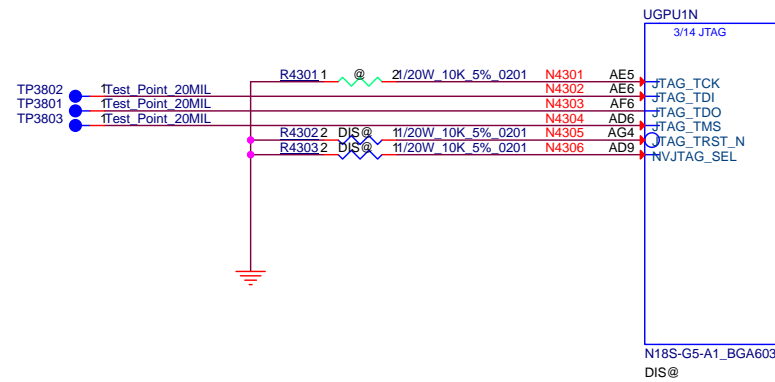 UGPU1N
3/14 JTAG
R4301 1 @ 2 1/20W_10K_5%_0201 N4301 AE5 JTAG_TCK
TP3802 1 Test_Point_20MIL N4302 AE6 JTAG_TDI
TP3801 1 Test_Point_20MIL N4303 AF6 JTAG_TDO
TP3803 1 Test_Point_20MIL N4304 AD6 JTAG_TMS
R4302 2 DIS@ 1 1/20W_10K_5%_0201 N4305 AG4 JTAG_TRST_N
R4303 2 DIS@ 1 1/20W_10K_5%_0201 N4306 AD9 NVJTAG_SEL
N18S-G5-A1_BGA603
DIS@